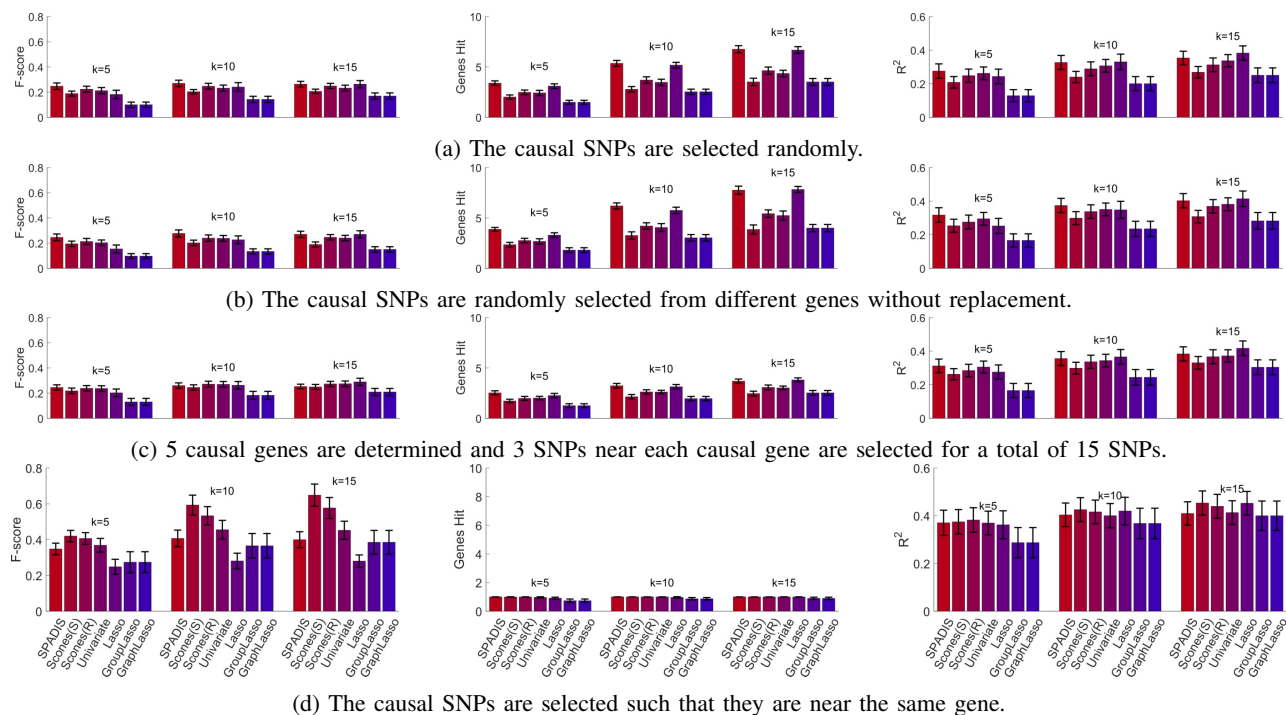 0.8
0.6
0.4
0.2
0
F-score
k=5
k=10
k=15
10
5
0
Genes Hit
k=5
k=10
k=15
0.6
0.4
0.2
0
R²
k=5
k=10
k=15
(a) The causal SNPs are selected randomly.
0.8
0.6
0.4
0.2
0
F-score
k=5
k=10
k=15
10
5
0
Genes Hit
k=5
k=10
k=15
0.6
0.4
0.2
0
R²
k=5
k=10
k=15
(b) The causal SNPs are randomly selected from different genes without replacement.
0.8
0.6
0.4
0.2
0
F-score
k=5
k=10
k=15
10
5
0
Genes Hit
k=5
k=10
k=15
0.6
0.4
0.2
0
R²
k=5
k=10
k=15
(c) 5 causal genes are determined and 3 SNPs near each causal gene are selected for a total of 15 SNPs.
0.8
0.6
0.4
0.2
0
F-score
k=5
k=10
k=15
SPADIS
Scones(S)
Scones(R)
Univariate
Lasso
GroupLasso
GraphLasso
SPADIS
Scones(S)
Scones(R)
Univariate
Lasso
GroupLasso
GraphLasso
SPADIS
Scones(S)
Scones(R)
Univariate
Lasso
GroupLasso
GraphLasso
10
8
6
4
2
0
Genes Hit
k=5
k=10
k=15
SPADIS
Scones(S)
Scones(R)
Univariate
Lasso
GroupLasso
GraphLasso
SPADIS
Scones(S)
Scones(R)
Univariate
Lasso
GroupLasso
GraphLasso
SPADIS
Scones(S)
Scones(R)
Univariate
Lasso
GroupLasso
GraphLasso
0.6
0.4
0.2
0
R²
k=5
k=10
k=15
SPADIS
Scones(S)
Scones(R)
Univariate
Lasso
GroupLasso
GraphLasso
SPADIS
Scones(S)
Scones(R)
Univariate
Lasso
GroupLasso
GraphLasso
SPADIS
Scones(S)
Scones(R)
Univariate
Lasso
GroupLasso
GraphLasso
(d) The causal SNPs are selected such that they are near the same gene.